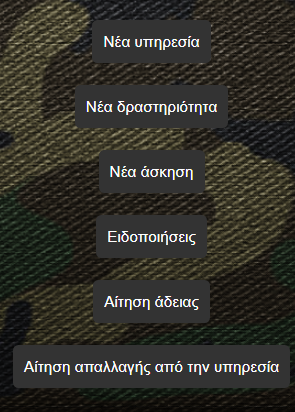 Νέα υπηρεσία
Νέα δραστηριότητα
Νέα άσκηση
Ειδοποιήσεις
Αίτηση άδειας
Αίτηση απαλλαγής από την υπηρεσία